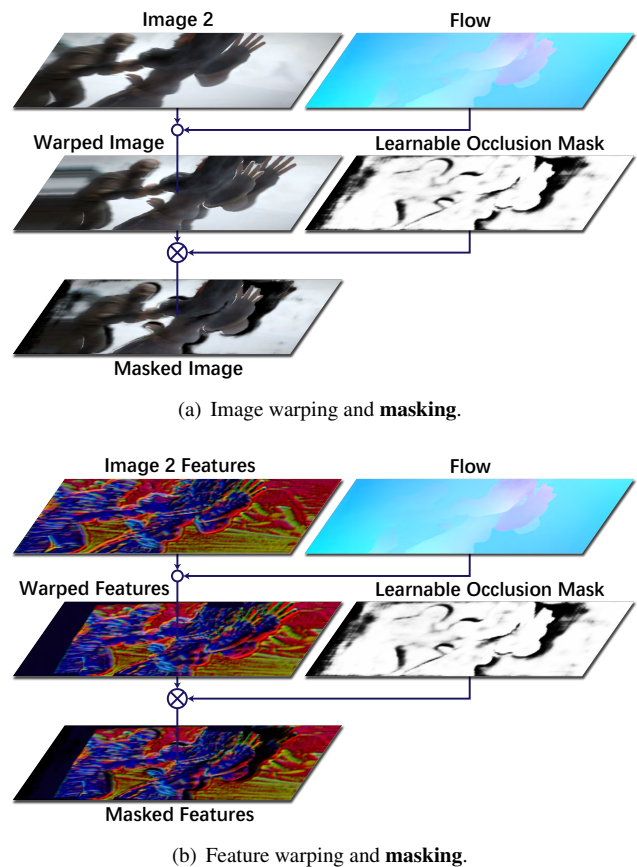 Image 2
Flow
Warped Image
Learnable Occlusion Mask
Masked Image
(a) Image warping and masking.
Image 2 Features
Flow
Warped Features
Learnable Occlusion Mask
Masked Features
(b) Feature warping and masking.